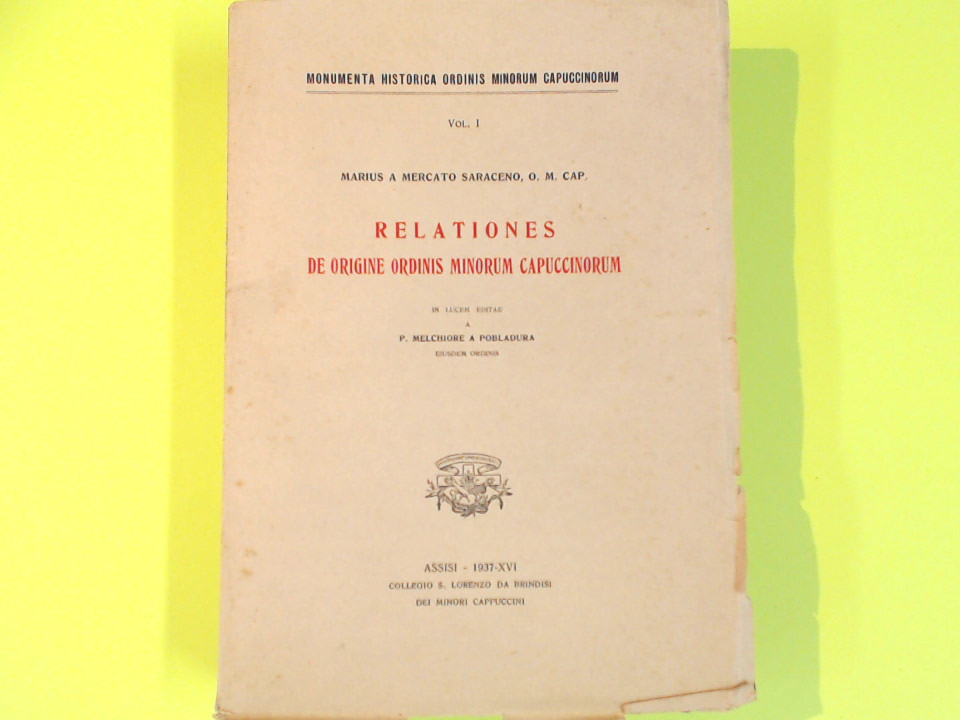 MONUMENTA HISTORICA ORDINIS MINORUM CAPUCCINORUM
VOL. I
MARIUS A MERCATO SARACENO, O. M. CAP.
RELATIONES
DE ORIGINE ORDINIS MINORUM CAPUCCINORUM
IN LUCEM EDITAE
A
P. MELCHIORE A POBLADURA
EIUSDEM ORDINIS
ASSISI - 1937-XVI
COLLEGIO S. LORENZO DA BRINDISI
DEI MINORI CAPPUCCINI